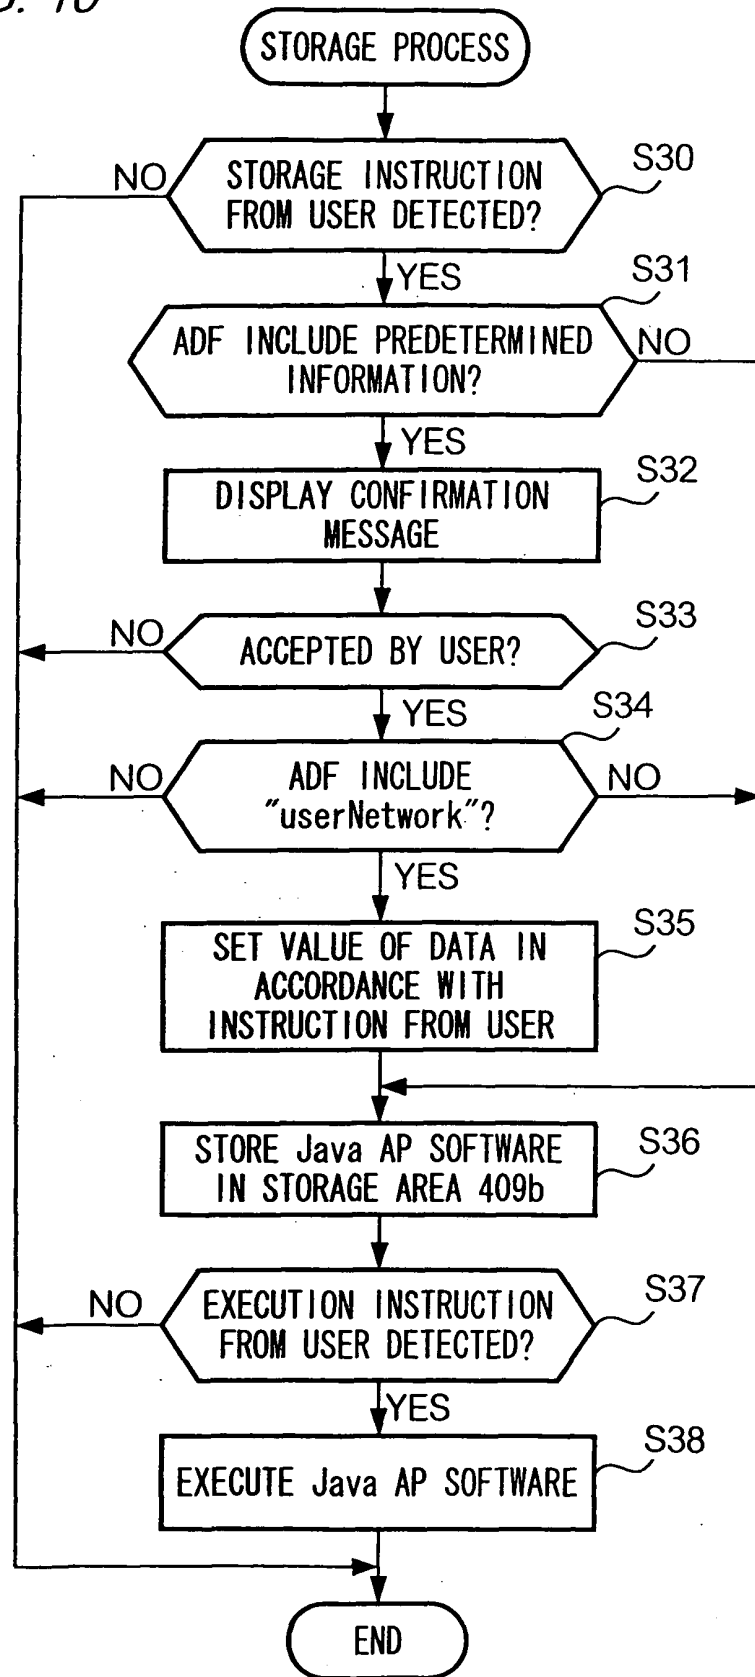 STORAGE PROCESS
S30
NO
STORAGE INSTRUCTION
FROM USER DETECTED?
YES
S31
ADF INCLUDE PREDETERMINED
INFORMATION?
NO
YES
S32
DISPLAY CONFIRMATION
MESSAGE
S33
NO
ACCEPTED BY USER?
YES
S34
NO
ADF INCLUDE
"userNetwork"?
NO
YES
S35
SET VALUE OF DATA IN
ACCORDANCE WITH
INSTRUCTION FROM USER
S36
STORE Java AP SOFTWARE
IN STORAGE AREA 409b
S37
NO
EXECUTION INSTRUCTION
FROM USER DETECTED?
YES
S38
EXECUTE Java AP SOFTWARE
END